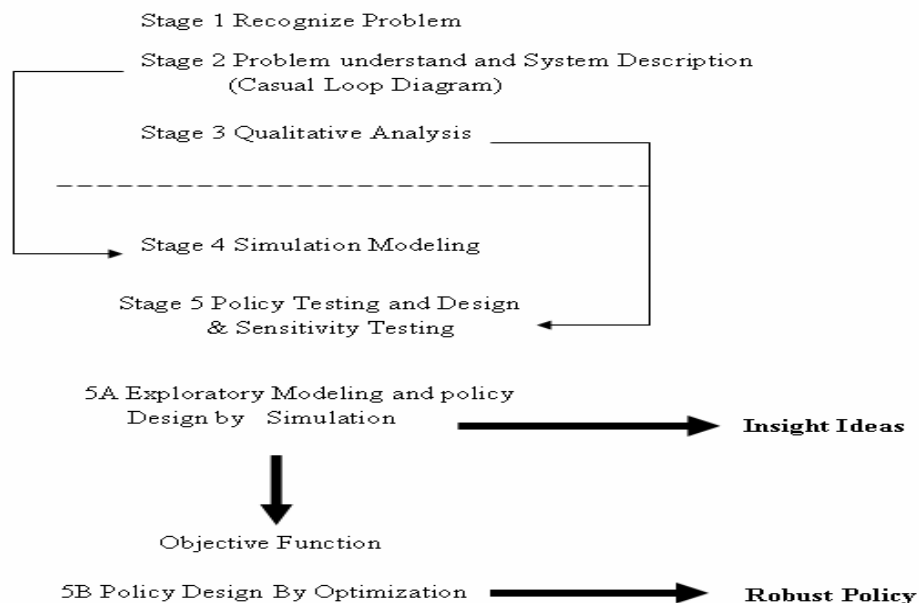 Stage 1 Recognize Problem
Stage 2 Problem understand and System Description
(Casual Loop Diagram)
Stage 3 Qualitative Analysis
Stage 4 Simulation Modeling
Stage 5 Policy Testing and Design
& Sensitivity Testing
5A Exploratory Modeling and policy
Design by Simulation
Insight Ideas
Objective Function
5B Policy Design By Optimization
Robust Policy